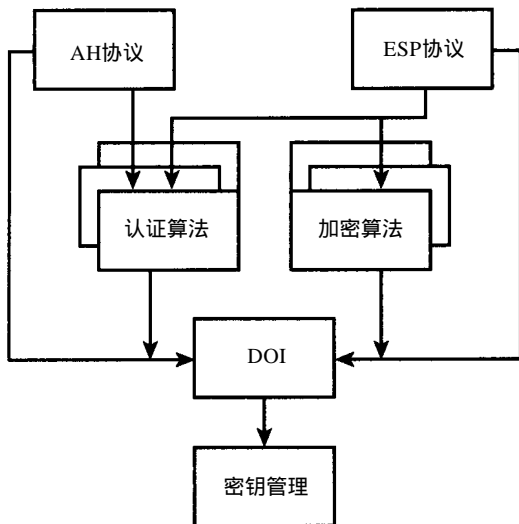 AH协议
ESP协议
认证算法
加密算法
DOI
密钥管理